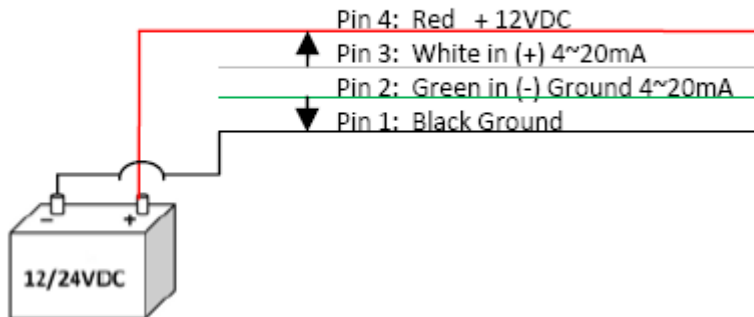 Pin 4: Red + 12VDC
Pin 3: White in (+) 4~20mA
Pin 2: Green in (-) Ground 4~20mA
Pin 1: Black Ground
− +
12/24VDC